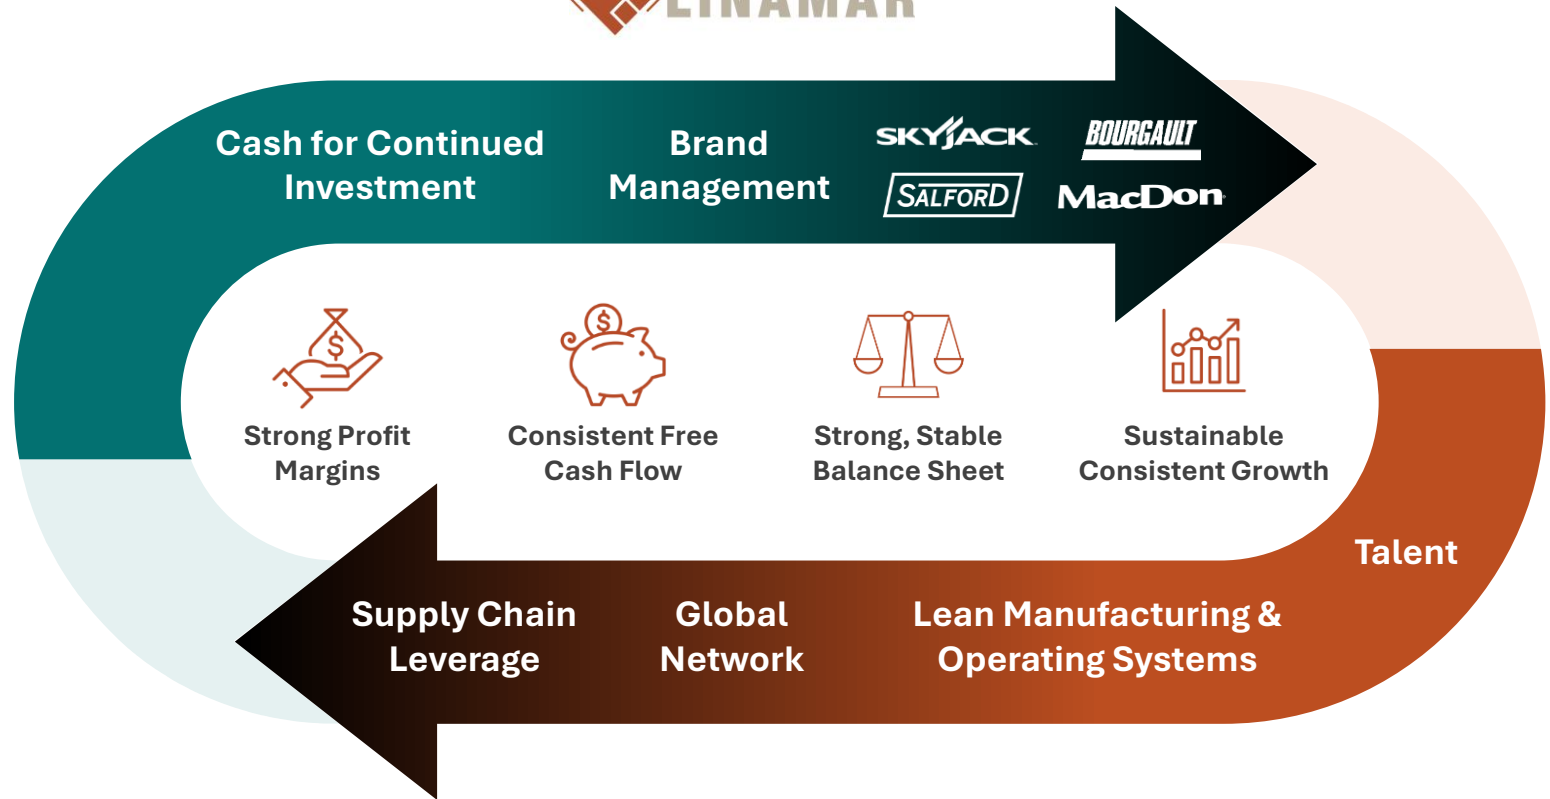 LINAMAR
Cash for Continued
Investment
Brand
Management
SKYJACK
BOURGAULT
SALFORD
MacDon
$
$
Strong Profit
Margins
Consistent Free
Cash Flow
Strong, Stable
Balance Sheet
Sustainable
Consistent Growth
Talent
Supply Chain
Leverage
Global
Network
Lean Manufacturing &
Operating Systems